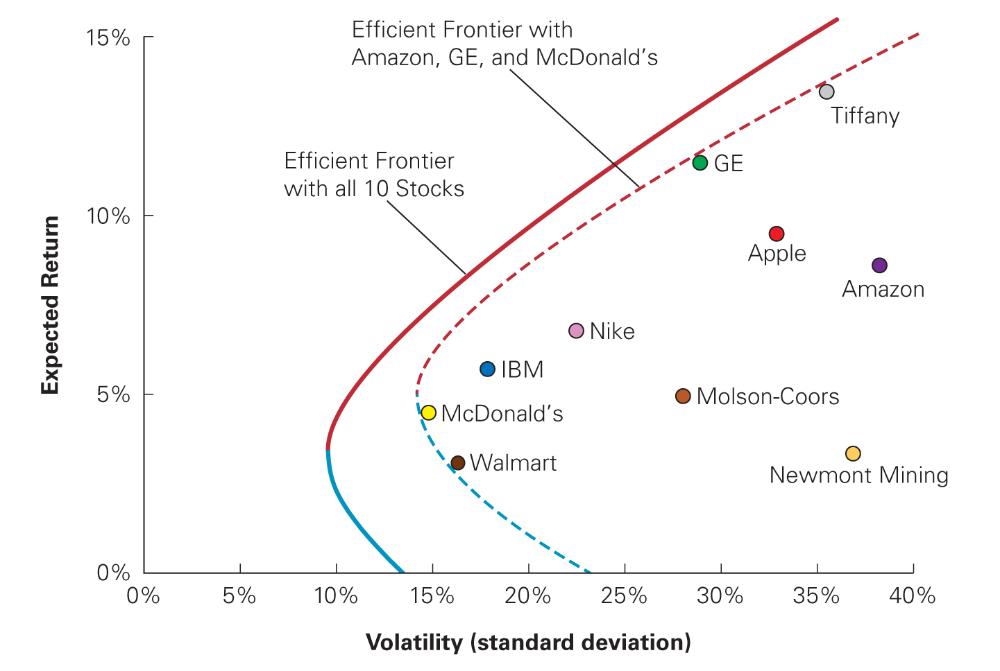 Efficient Frontier with
Amazon, GE, and McDonald’s
Efficient Frontier
with all 10 Stocks
15%
10%
5%
0%
Expected Return
Tiffany
GE
Apple
Amazon
Nike
IBM
Molson-Coors
McDonald’s
Walmart
Newmont Mining
0% 5% 10% 15% 20% 25% 30% 35% 40%
Volatility (standard deviation)